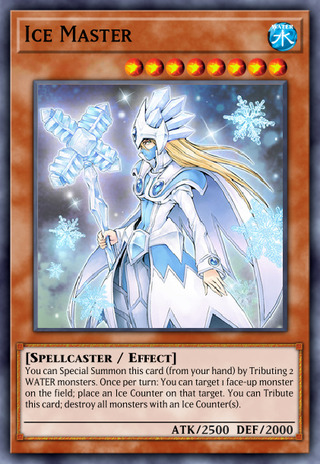 Ice Master
WATER
水
[Spellcaster / Effect]
You can Special Summon this card (from your hand) by Tributing 2
WATER monsters. Once per turn: You can target 1 face-up monster
on the field; place an Ice Counter on that target. You can Tribute
this card; destroy all monsters with an Ice Counter(s).
ATK/2500 DEF/2000